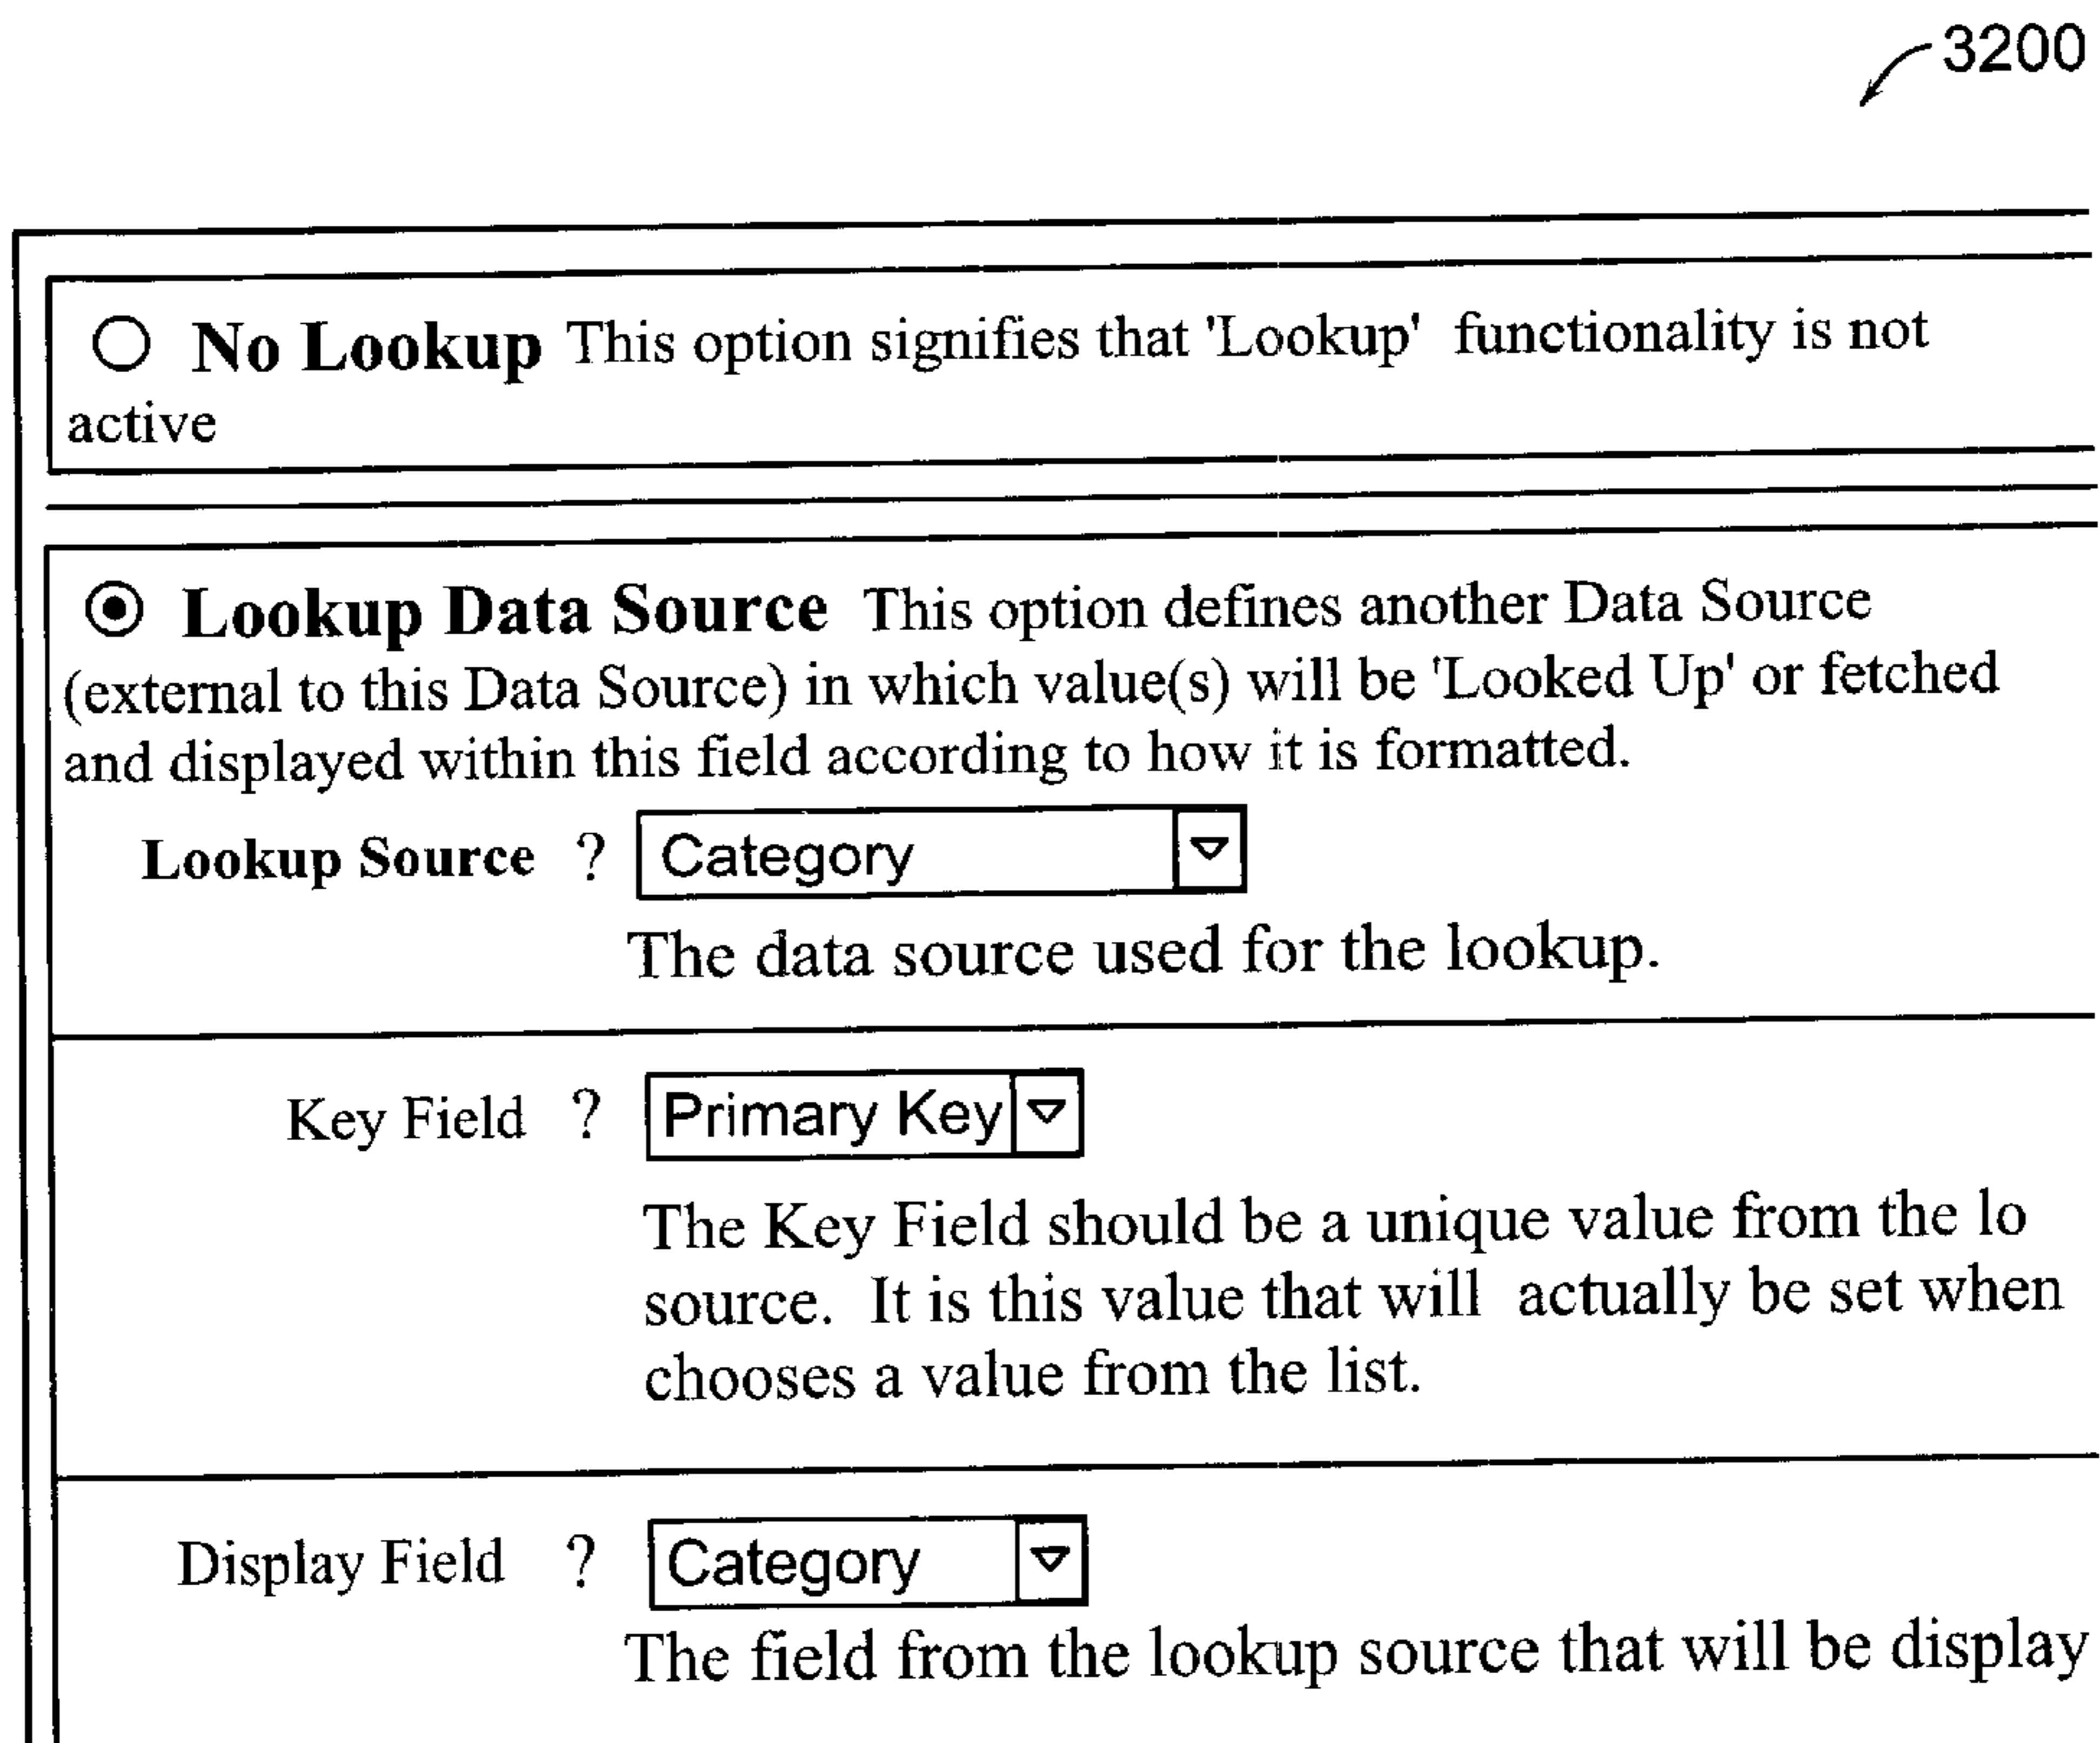 3200
No Lookup This option signifies that 'Lookup' functionality is not
active
Lookup Data Source This option defines another Data Source
(external to this Data Source) in which value(s) will be 'Looked Up' or fetched
and displayed within this field according to how it is formatted.
Lookup Source ? Category
The data source used for the lookup.
Key Field ? Primary Key
The Key Field should be a unique value from the lo
source. It is this value that will actually be set when
chooses a value from the list.
Display Field ? Category
The field from the lookup source that will be display